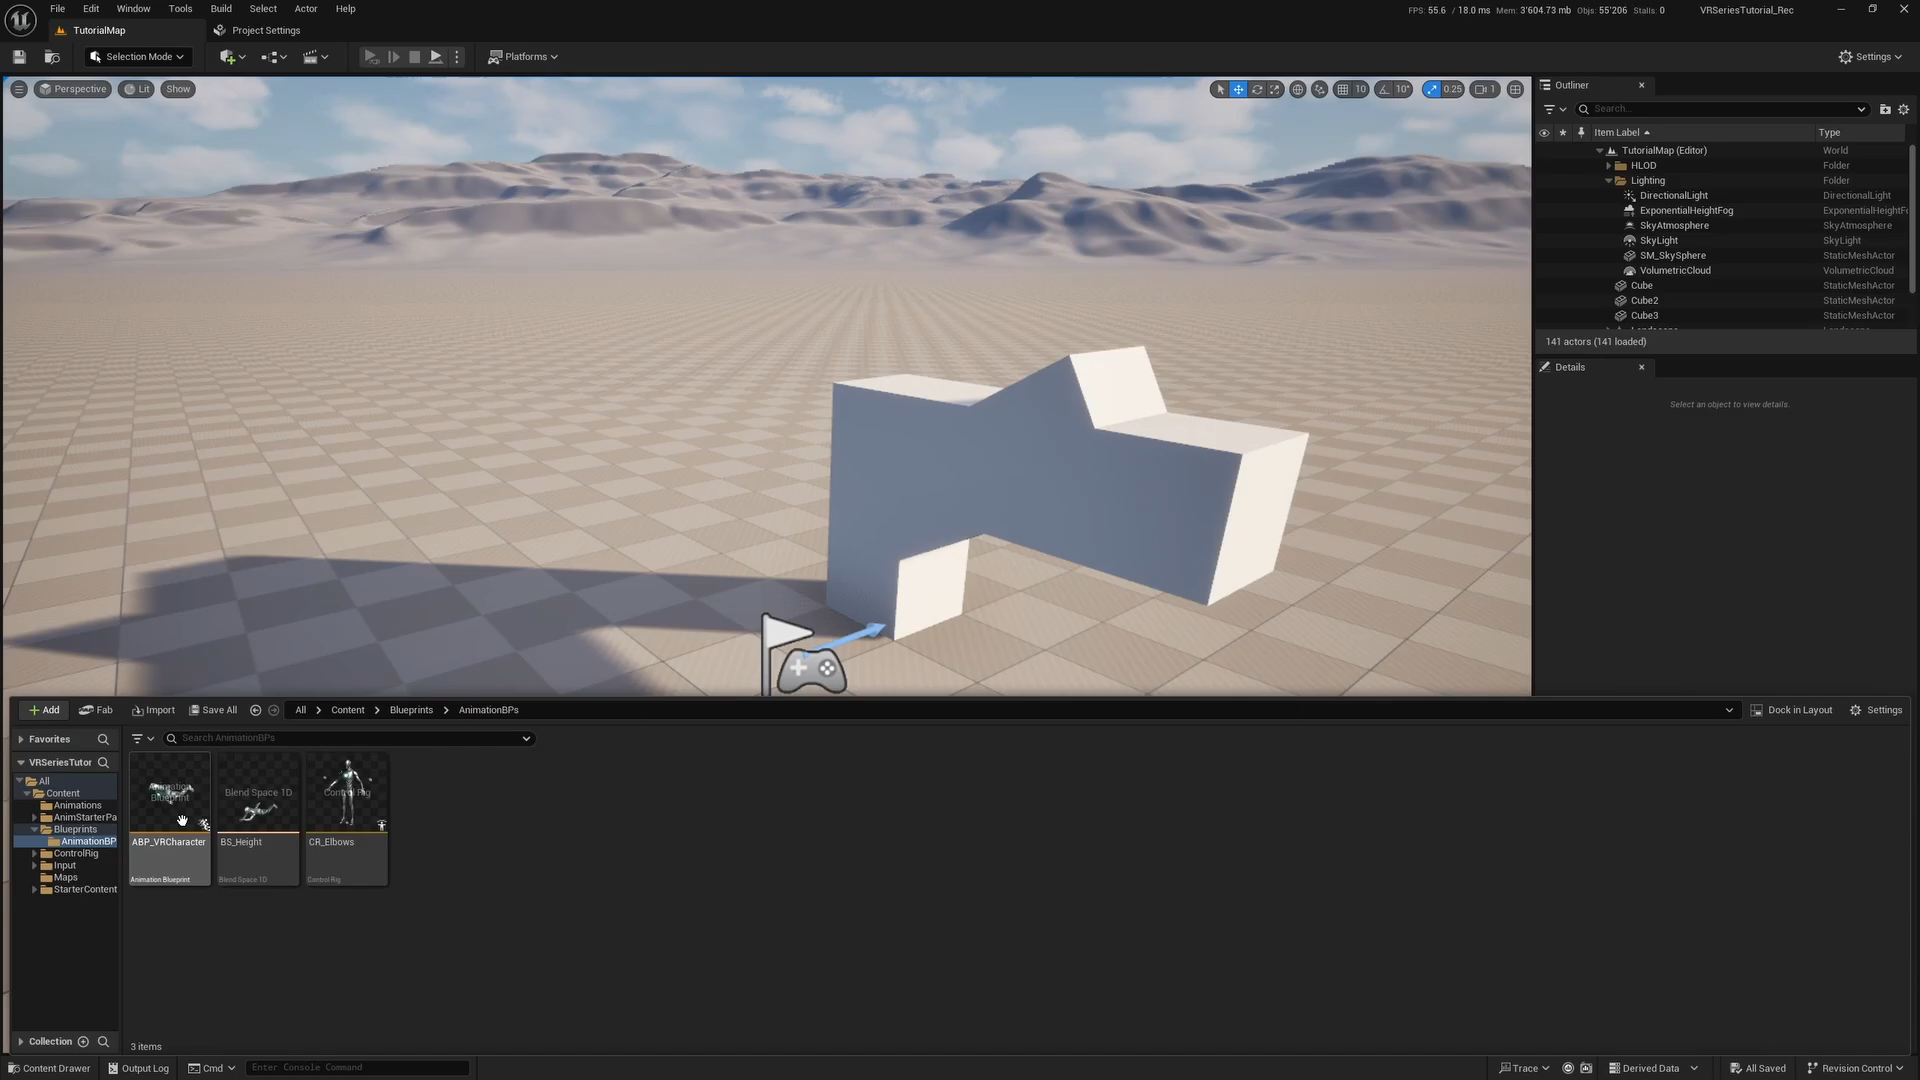 File Edit Window Tools Build Select Actor Help
FPS: 55.6 / 18.0 ms Mem: 3'604.73 mb Objs: 55'206 Stalls: 0
VRSeriesTutorial_Rec
TutorialMap
Project Settings
Selection Mode
Platforms
Settings
Perspective
Lit
Show
10
10°
0.25
1
Outliner
Search...
Item Label
Type
TutorialMap (Editor) World
HLOD Folder
Lighting Folder
DirectionalLight DirectionalLight
ExponentialHeightFog ExponentialHeightFo
SkyAtmosphere SkyAtmosphere
SkyLight SkyLight
SM_SkySphere StaticMeshActor
VolumetricCloud VolumetricCloud
Cube StaticMeshActor
Cube2 StaticMeshActor
Cube3 StaticMeshActor
141 actors (141 loaded)
Details
Select an object to view details.
Add
Fab
Import
Save All
All
Content
Blueprints
AnimationBPs
Dock in Layout
Settings
Favorites
Search AnimationBPs
VRSeriesTutor
All
Content
Animations
AnimStarterPa
Blueprints
AnimationBP
ControlRig
Input
Maps
StarterContent
Animation Blueprint
ABP_VRCharacter
Animation Blueprint
Blend Space 1D
BS_Height
Blend Space 1D
Control Rig
CR_Elbows
Control Rig
Collection
3 items
Content Drawer
Output Log
Cmd
Enter Console Command
Trace
Derived Data
All Saved
Revision Control